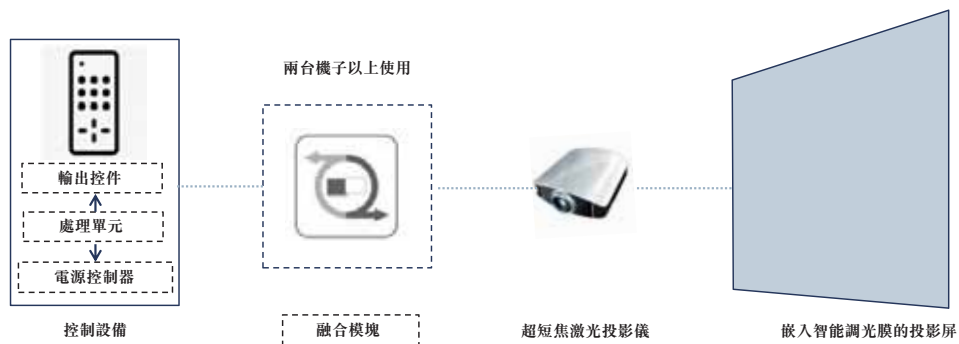 兩台機子以上使用
輸出控件
處理單元
電源控制器
控制設備
融合模塊
超短焦激光投影儀
嵌入智能調光膜的投影屏